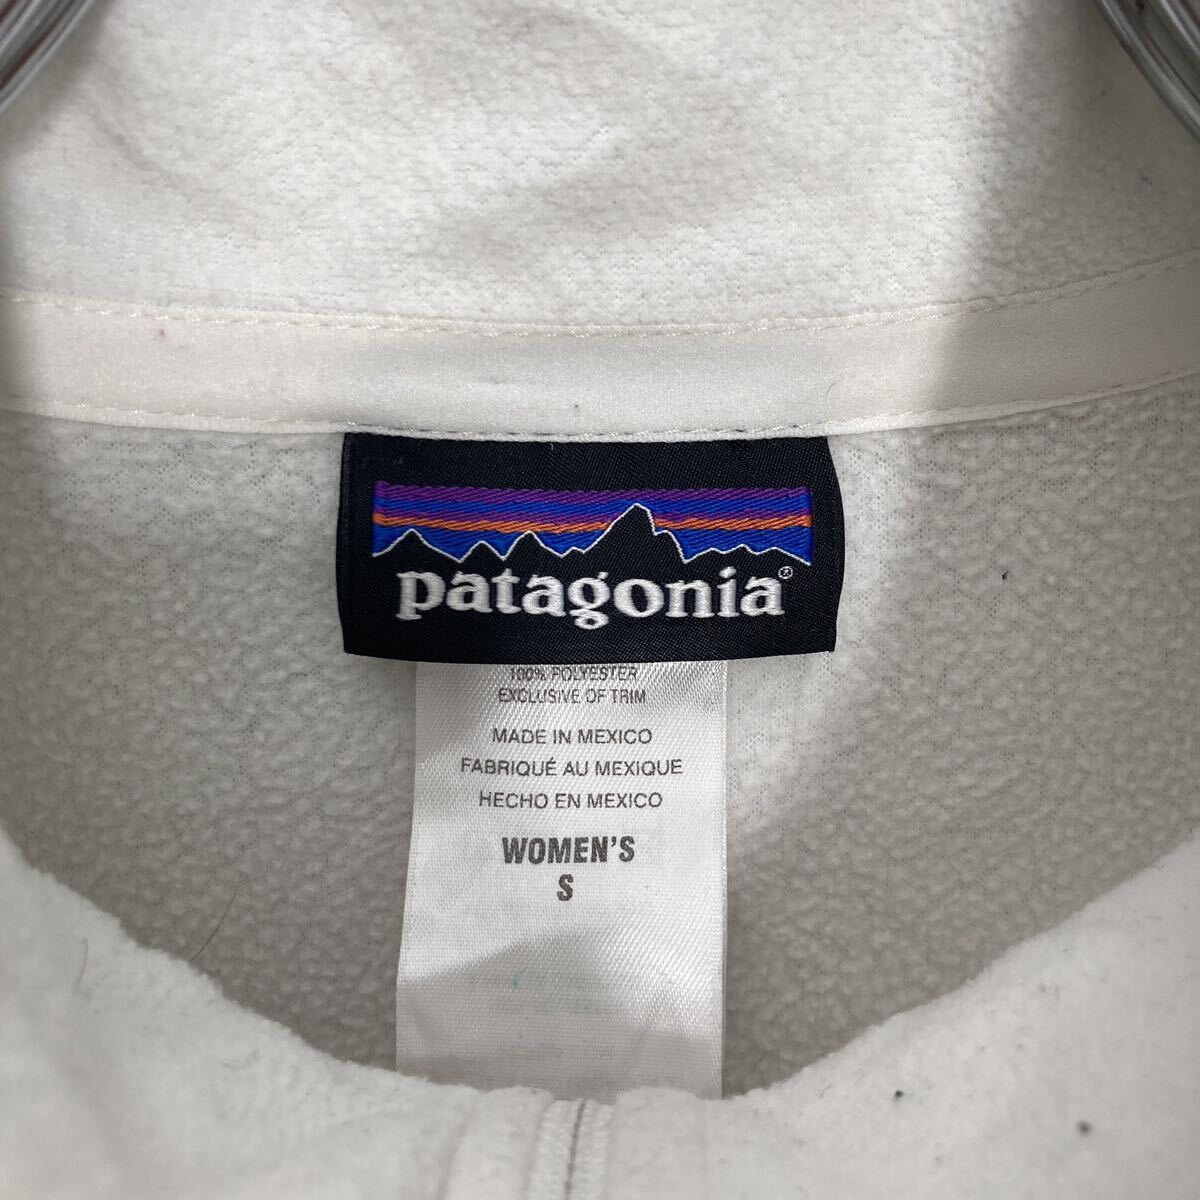 patagonia®
100% POLYESTER
EXCLUSIVE OF TRIM
MADE IN MEXICO
FABRIQUÉ AU MEXIQUE
HECHO EN MEXICO
WOMEN'S
S